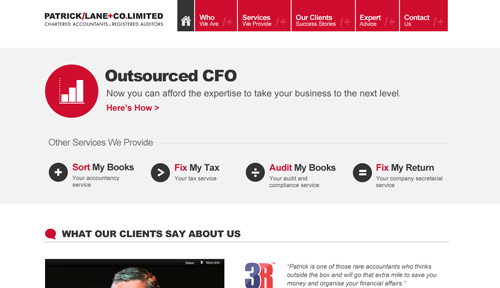 PATRICK/LANE+CO.LIMITED
CHARTERED ACCOUNTANTS & REGISTERED AUDITORS
Who
We Are
Services
We Provide
Our Clients
Success Stories
Expert
Advice
Contact
Us
Outsourced CFO
Now you can afford the expertise to take your business to the next level.
Here's How >
Other Services We Provide
Sort My Books
Your accountancy
service
Fix My Tax
Your tax service
Audit My Books
Your audit and
compliance service
Fix My Return
Your company secretarial
service
WHAT OUR CLIENTS SAY ABOUT US
Share
More info
3R
"Patrick is one of those rare accountants who thinks
outside the box and will go that extra mile to save you
money and organise your financial affairs."